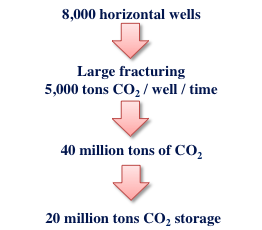 8,000 horizontal wells
Large fracturing
5,000 tons CO₂ / well / time
40 million tons of CO₂
20 million tons CO₂ storage